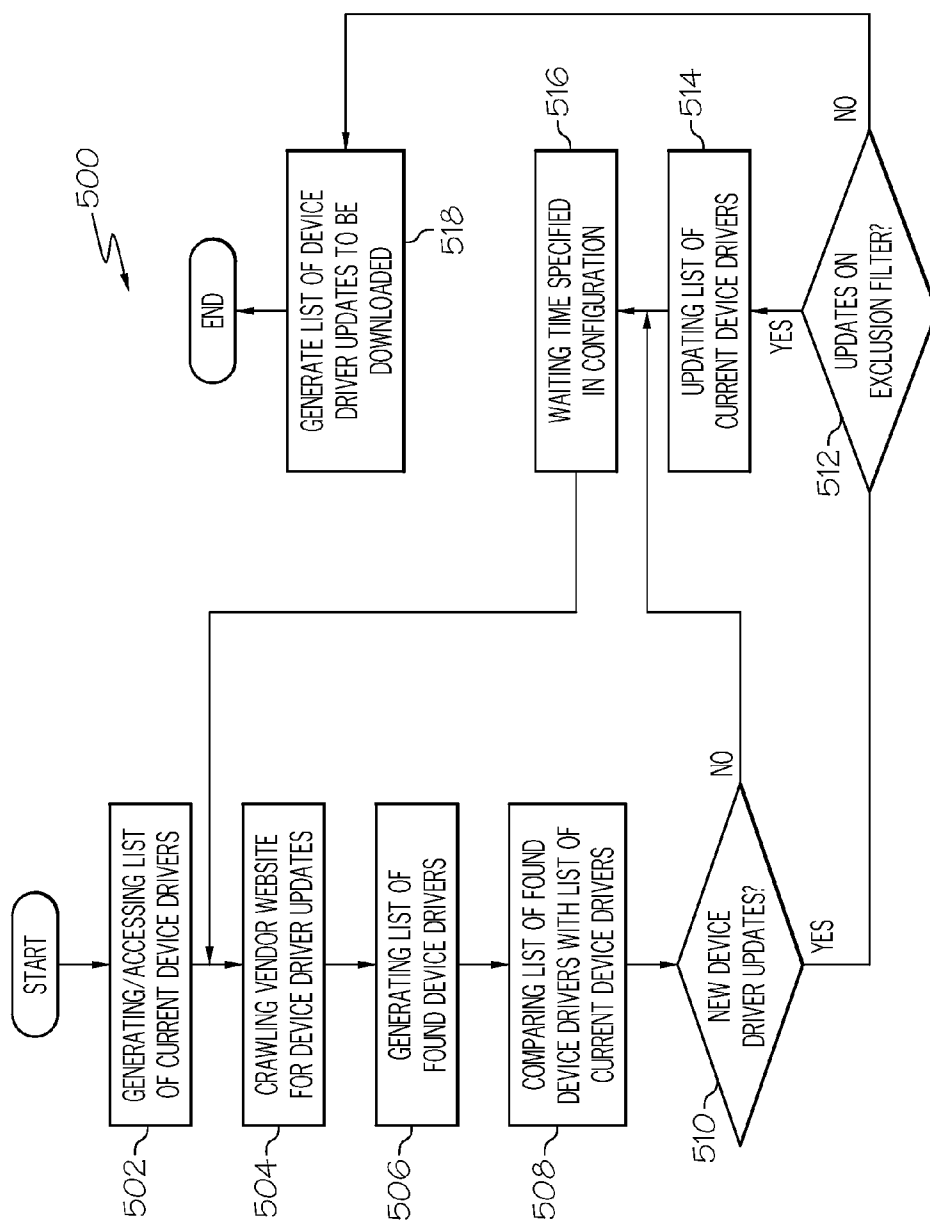 500
START
GENERATING/ACCESSING LIST
OF CURRENT DEVICE DRIVERS
502
CRAWLING VENDOR WEBSITE
FOR DEVICE DRIVER UPDATES
504
GENERATING LIST OF
FOUND DEVICE DRIVERS
506
COMPARING LIST OF FOUND
DEVICE DRIVERS WITH LIST OF
CURRENT DEVICE DRIVERS
508
NEW DEVICE
DRIVER UPDATES?
510
NO
YES
UPDATES ON
EXCLUSION FILTER?
512
YES
NO
UPDATING LIST OF
CURRENT DEVICE DRIVERS
514
WAITING TIME SPECIFIED
IN CONFIGURATION
516
GENERATE LIST OF DEVICE
DRIVER UPDATES TO BE
DOWNLOADED
518
END